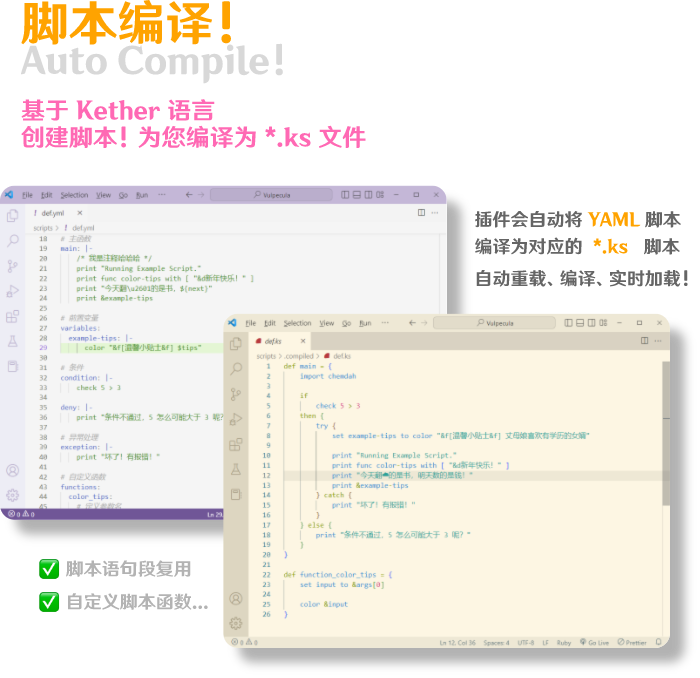 脚本编译！
Auto Compile!
基于 Kether 语言
创建脚本！为您编译为 *.ks 文件
File Edit Selection View Go Run ··· Vulpecula
def.yml
scripts > def.yml
18 # 主函数
19 main: |-
20 /* 我是注释哈哈哈 */
21 print "Running Example Script."
22 print func color-tips with [ "&d新年快乐！" ]
23 print "今天翻\u2601的是书，${next}"
24 print &example-tips
25
26 # 前置变量
27 variables:
28 example-tips: |-
29 color "&f[温馨小贴士&f] $tips"
30
31 # 条件
32 condition: |-
33 check 5 > 3
34
35 deny: |-
36 print "条件不通过，5 怎么可能大于 3 呢？
37
38 # 异常处理
39 exception: |-
40 print "坏了！有报错！"
41
42 # 自定义函数
43 functions:
44 color_tips:
45 # 定义参数名
0 0 Ln 29,
插件会自动将 YAML 脚本
编译为对应的 *.ks 脚本
自动重载、编译、实时加载！
File Edit Selection View Go Run ··· Vulpecula
def.ks
scripts > .compiled > def.ks
1 def main = {
2 import chemdah
3
4 if
5 check 5 > 3
6 then {
7 try {
8 set example-tips to color "&f[温馨小贴士&f] 丈母娘喜欢有学历的女婿"
9
10 print "Running Example Script."
11 print func color-tips with [ "&d新年快乐！" ]
12 print "今天翻☁的是书，明天数的是钱！"
13 print &example-tips
14 } catch {
15 print "坏了！有报错！"
16 }
17 } else {
18 print "条件不通过，5 怎么可能大于 3 呢？"
19 }
20 }
21
22 def function_color_tips = {
23 set input to &args[0]
24
25 color &input
26 }
0 0 Ln 12, Col 36 Spaces: 4 UTF-8 LF Ruby Go Live Prettier
脚本语句段复用
自定义脚本函数...